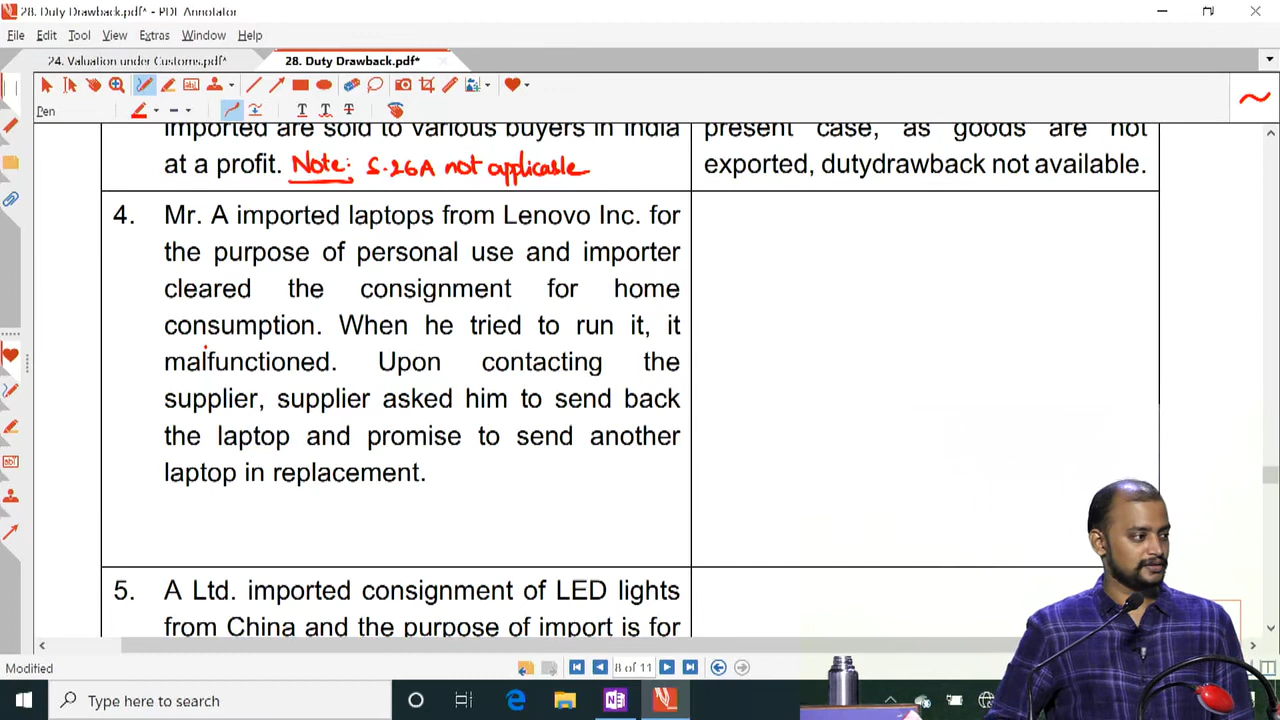 28. Duty Drawback.pdf* - PDF Annotator
File Edit Tool View Extras Window Help
24. Valuation under Customs.pdf* 28. Duty Drawback.pdf*
Pen
imported are sold to various buyers in India
at a profit. Note: S.26A not applicable
present case, as goods are not
exported, dutydrawback not available.
4. Mr. A imported laptops from Lenovo Inc. for
the purpose of personal use and importer
cleared the consignment for home
consumption. When he tried to run it, it
malfunctioned. Upon contacting the
supplier, supplier asked him to send back
the laptop and promise to send another
laptop in replacement.
5. A Ltd. imported consignment of LED lights
from China and the purpose of import is for
Modified
8 of 11
Type here to search